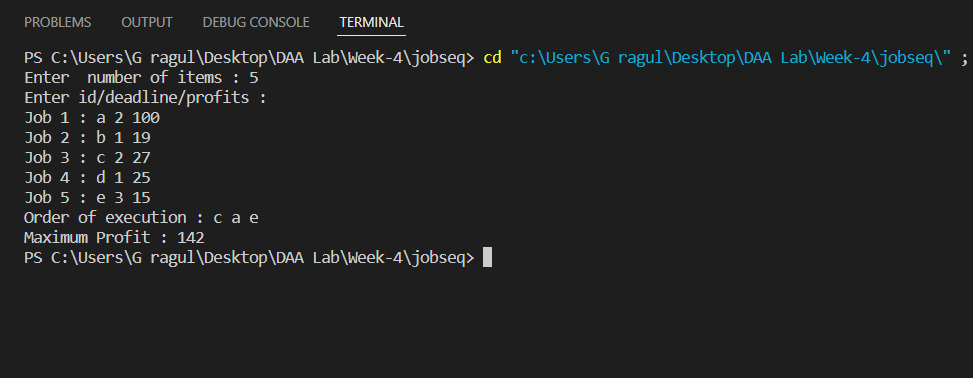 PROBLEMS OUTPUT DEBUG CONSOLE TERMINAL
PS C:\Users\G ragul\Desktop\DAA Lab\Week-4\jobseq> cd "c:\Users\G ragul\Desktop\DAA Lab\Week-4\jobseq\" ;
Enter  number of items : 5
Enter id/deadline/profits :
Job 1 : a 2 100
Job 2 : b 1 19
Job 3 : c 2 27
Job 4 : d 1 25
Job 5 : e 3 15
Order of execution : c a e
Maximum Profit : 142
PS C:\Users\G ragul\Desktop\DAA Lab\Week-4\jobseq>